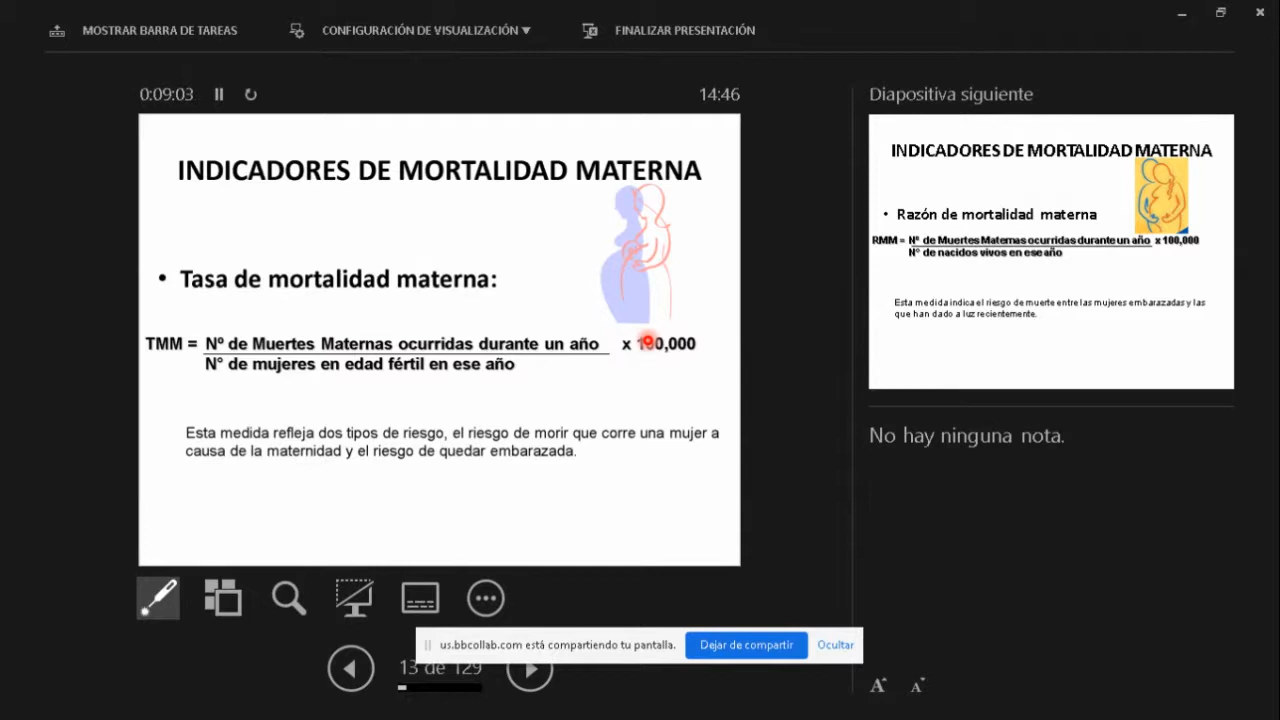 MOSTRAR BARRA DE TAREAS
CONFIGURACIÓN DE VISUALIZACIÓN ▼
FINALIZAR PRESENTACIÓN
0:09:03
14:46
INDICADORES DE MORTALIDAD MATERNA
• Tasa de mortalidad materna:
TMM = Nº de Muertes Maternas ocurridas durante un año x 100,000
N° de mujeres en edad fértil en ese año
Esta medida refleja dos tipos de riesgo, el riesgo de morir que corre una mujer a
causa de la maternidad y el riesgo de quedar embarazada.
Diapositiva siguiente
INDICADORES DE MORTALIDAD MATERNA
• Razón de mortalidad materna
RMM = N° de Muertes Maternas ocurridas durante un año x 100,000
N° de nacidos vivos en ese año
Esta medida indica el riesgo de muerte entre las mujeres embarazadas y las
que han dado a luz recientemente.
No hay ninguna nota.
us.bbcollab.com está compartiendo tu pantalla.
Dejar de compartir
Ocultar
13 de 129
A A